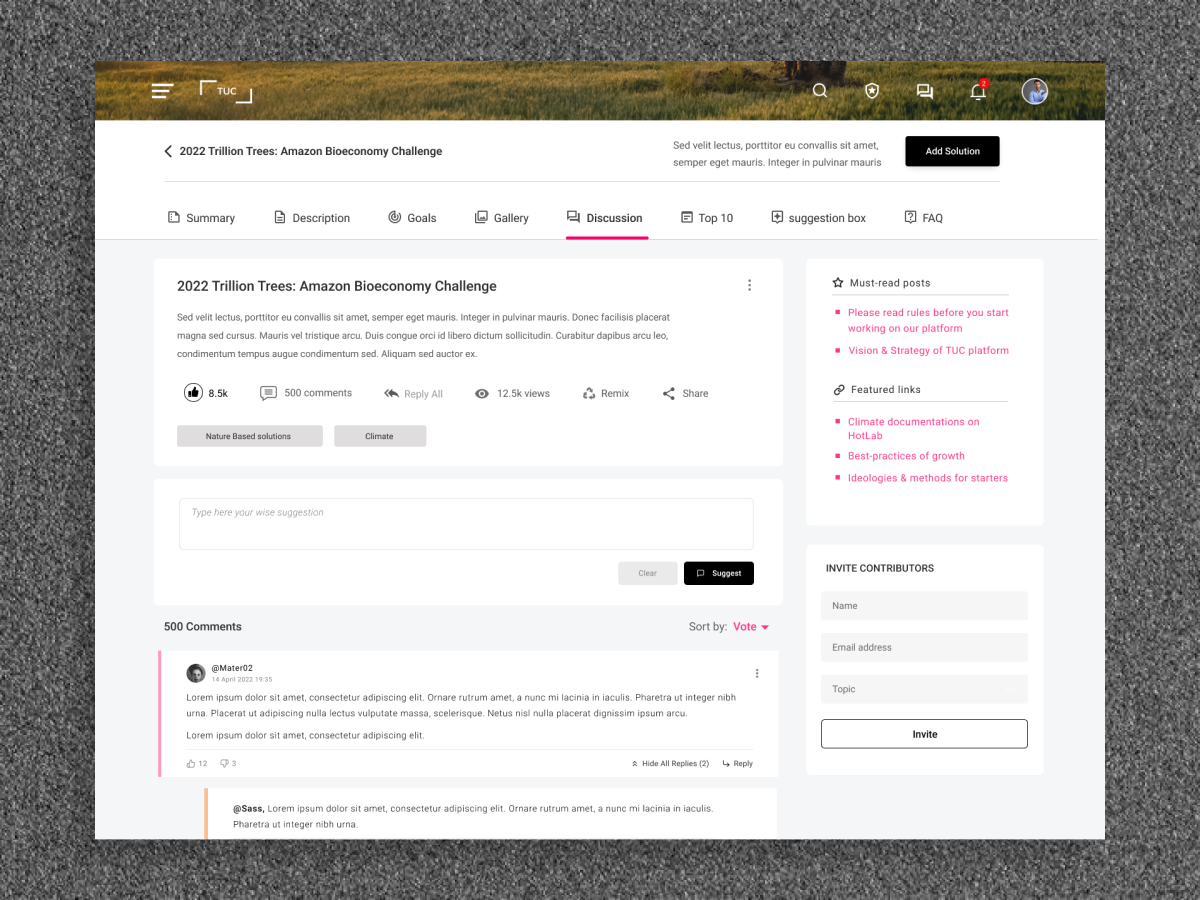 TUC
2
2022 Trillion Trees: Amazon Bioeconomy Challenge
Sed velit lectus, porttitor eu convallis sit amet,
semper eget mauris. Integer in pulvinar mauris
Add Solution
Summary
Description
Goals
Gallery
Discussion
Top 10
suggestion box
FAQ
2022 Trillion Trees: Amazon Bioeconomy Challenge
Sed velit lectus, porttitor eu convallis sit amet, semper eget mauris. Integer in pulvinar mauris. Donec facilisis placerat
magna sed cursus. Mauris vel tristique arcu. Duis congue orci id libero dictum sollicitudin. Curabitur dapibus arcu leo,
condimentum tempus augue condimentum sed. Aliquam sed auctor ex.
8.5k
500 comments
Reply All
12.5k views
Remix
Share
Nature Based solutions
Climate
Type here your wise suggestion
Clear
Suggest
500 Comments
Sort by: Vote
@Mater02
14 April 2022 19:35
Lorem ipsum dolor sit amet, consectetur adipiscing elit. Ornare rutrum amet, a nunc mi lacinia in iaculis. Pharetra ut integer nibh
urna. Placerat ut adipiscing nulla lectus vulputate massa, scelerisque. Netus nisl nulla placerat dignissim ipsum arcu.
Lorem ipsum dolor sit amet, consectetur adipiscing elit.
12
3
Hide All Replies (2)
Reply
@Sass, Lorem ipsum dolor sit amet, consectetur adipiscing elit. Ornare rutrum amet, a nunc mi lacinia in iaculis.
Pharetra ut integer nibh urna.
Must-read posts
Please read rules before you start
working on our platform
Vision & Strategy of TUC platform
Featured links
Climate documentations on
HotLab
Best-practices of growth
Ideologies & methods for starters
INVITE CONTRIBUTORS
Name
Email address
Topic
Invite